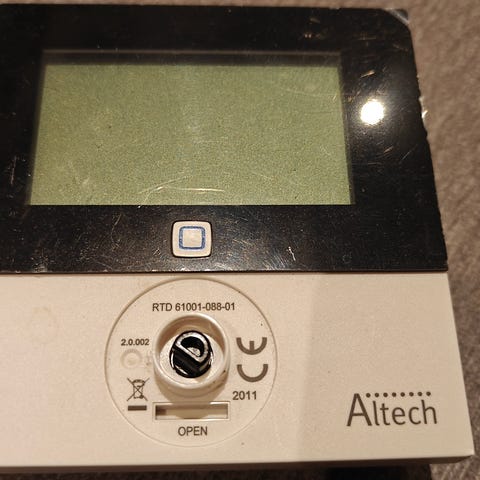 RTD 61001-088-01
2.0.002
CE
2011
OPEN
Altech